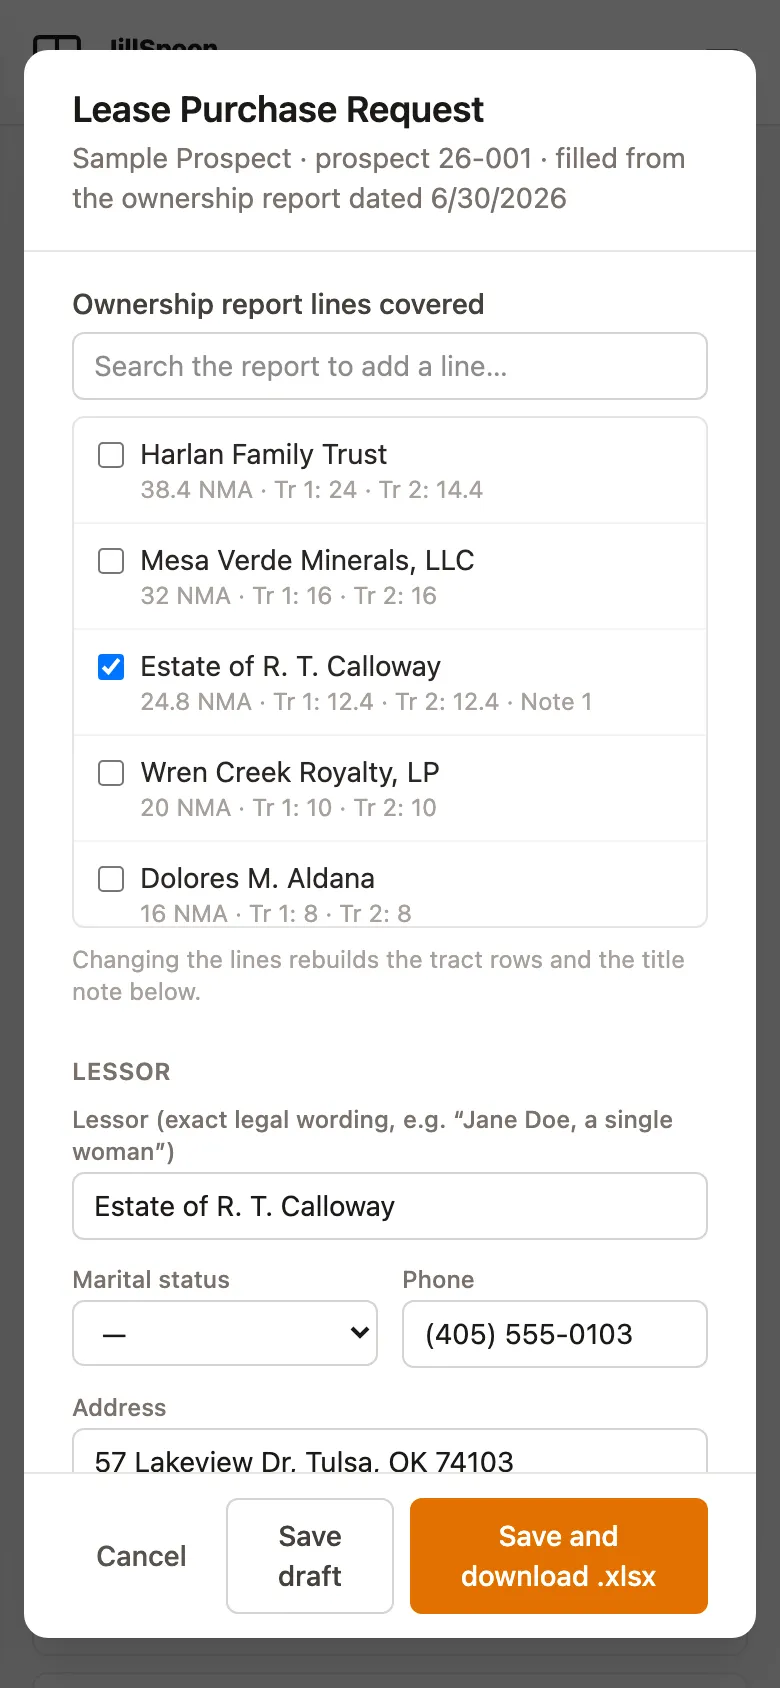 JillSpoon
Lease Purchase Request
Sample Prospect · prospect 26-001 · filled from
the ownership report dated 6/30/2026
Ownership report lines covered
Search the report to add a line...
Harlan Family Trust
38.4 NMA · Tr 1: 24 · Tr 2: 14.4
Mesa Verde Minerals, LLC
32 NMA · Tr 1: 16 · Tr 2: 16
Estate of R. T. Calloway
24.8 NMA · Tr 1: 12.4 · Tr 2: 12.4 · Note 1
Wren Creek Royalty, LP
20 NMA · Tr 1: 10 · Tr 2: 10
Dolores M. Aldana
16 NMA · Tr 1: 8 · Tr 2: 8
Changing the lines rebuilds the tract rows and the title
note below.
LESSOR
Lessor (exact legal wording, e.g. “Jane Doe, a single
woman”)
Estate of R. T. Calloway
Marital status
Phone
—
(405) 555-0103
Address
57 Lakeview Dr, Tulsa, OK 74103
Cancel
Save
draft
Save and
download .xlsx